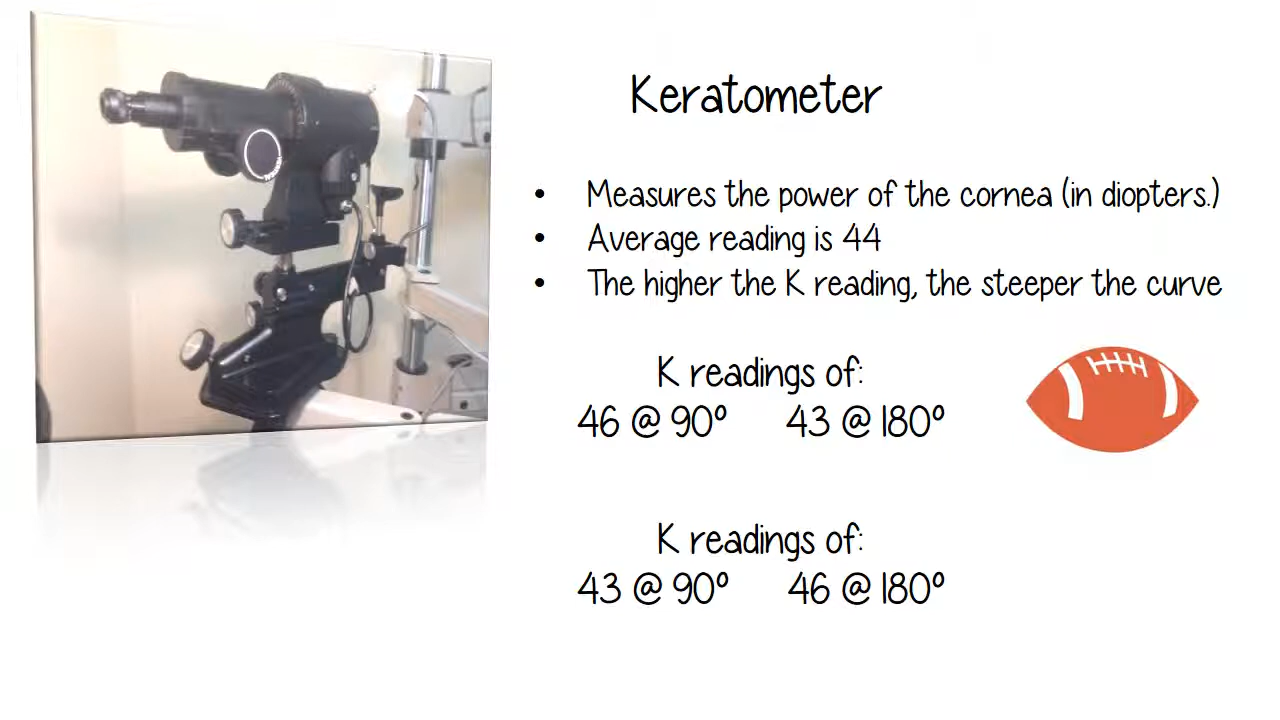 Keratometer
• Measures the power of the cornea (in diopters.)
• Average reading is 44
• The higher the K reading, the steeper the curve
K readings of:
46 @ 90º 43 @ 180º
K readings of:
43 @ 90º 46 @ 180º